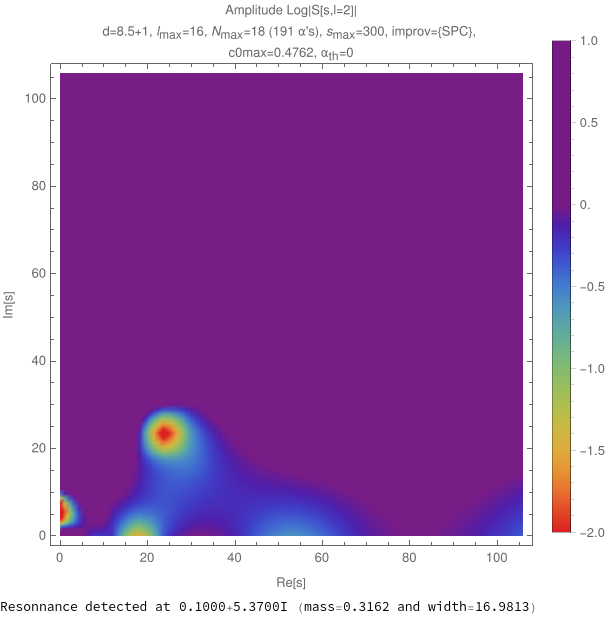 Amplitude Log|S[s,l=2]|
d=8.5+1, lmax=16, Nmax=18 (191 α's), smax=300, improv={SPC},
c0max=0.4762, αth=0
1.0
0.5
0.
−0.5
−1.0
−1.5
−2.0
100
80
60
40
20
0
Im[s]
0 20 40 60 80 100
Re[s]
Resonnance detected at 0.1000+5.3700I (mass=0.3162 and width=16.9813)